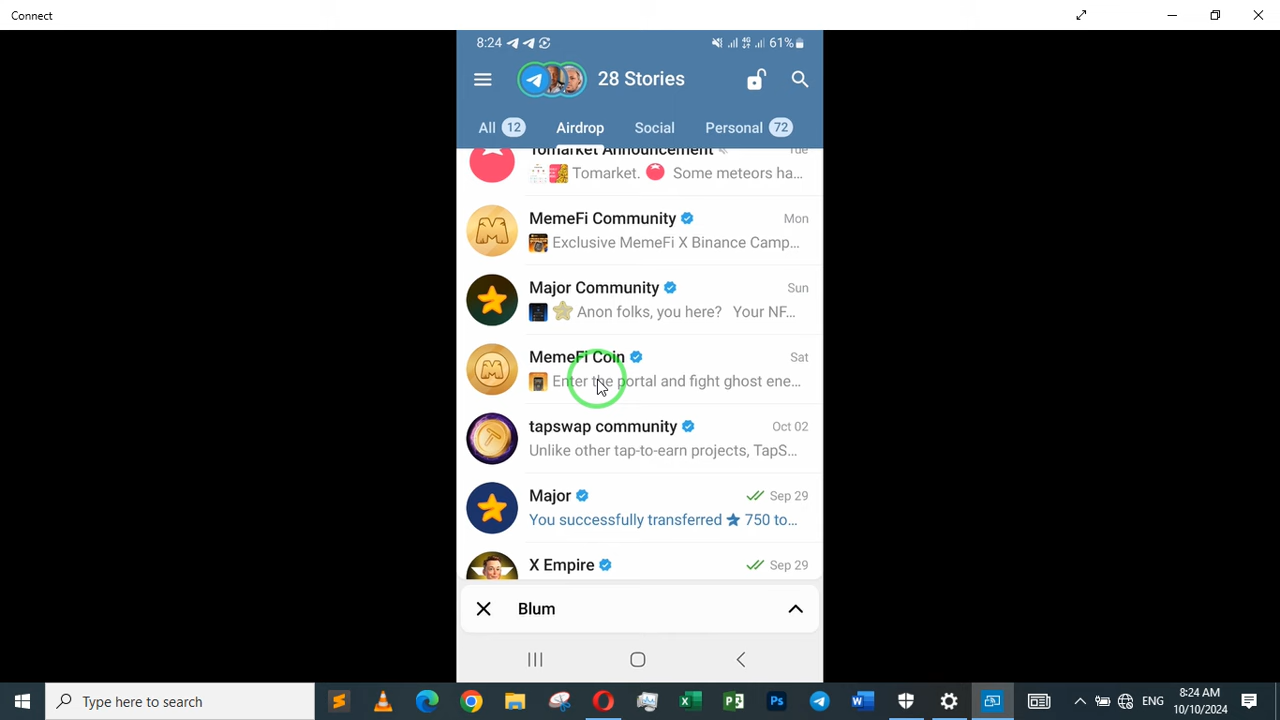 Connect
8:24 61%
28 Stories
All 12 Airdrop Social Personal 72
Tomarket Announcement Tue
Tomarket. Some meteors ha...
MemeFi Community Mon
Exclusive MemeFi X Binance Camp...
Major Community Sun
Anon folks, you here? Your NF...
MemeFi Coin Sat
Enter the portal and fight ghost ene...
tapswap community Oct 02
Unlike other tap-to-earn projects, TapS...
Major Sep 29
You successfully transferred ★ 750 to...
X Empire Sep 29
Blum
Type here to search
ENG
8:24 AM
10/10/2024